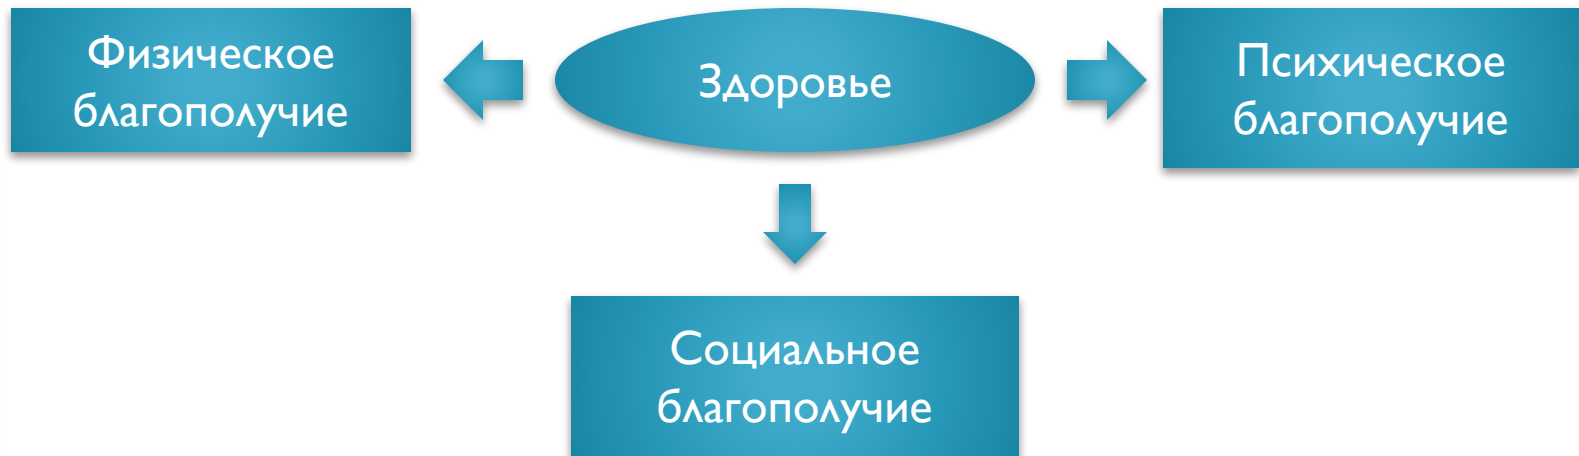 Физическое
благополучие
Здоровье
Психическое
благополучие
Социальное
благополучие